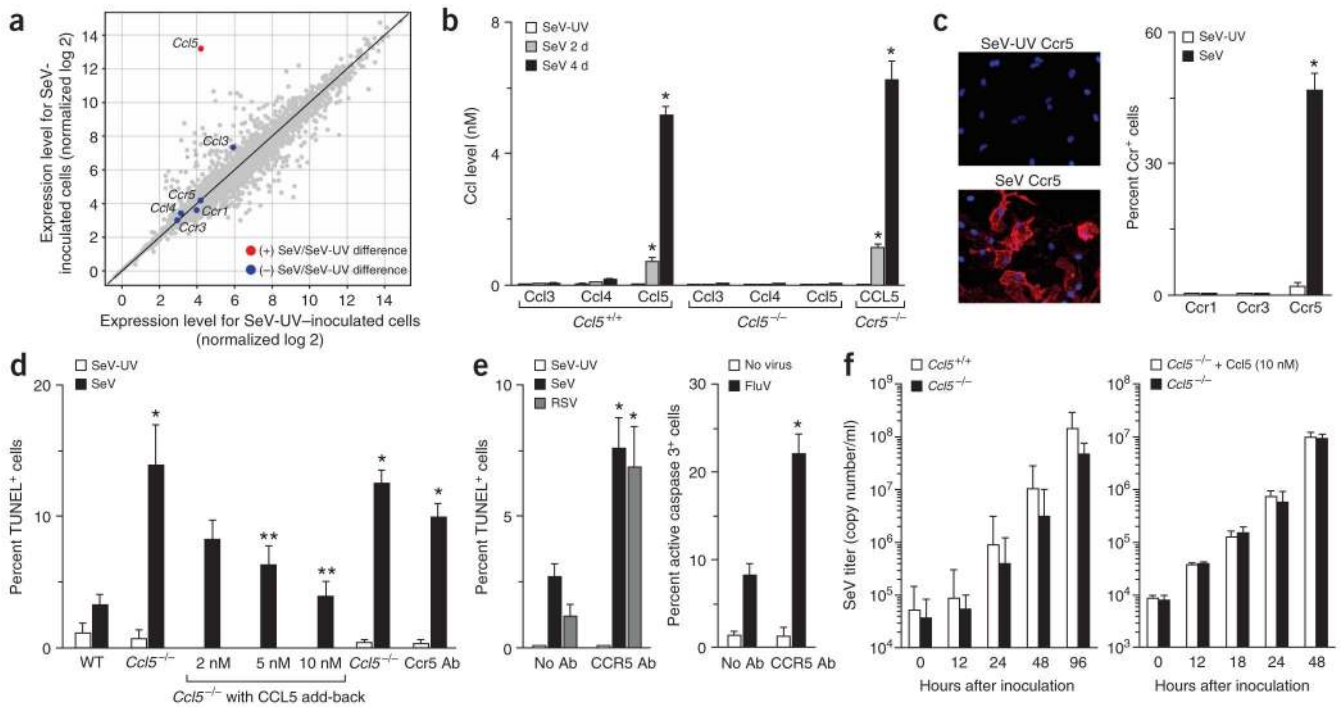 a
Expression level for SeV-
inoculated cells (normalized log 2)
14
12
10
8
6
4
2
0
Ccl5
Ccl3
Ccr5
Ccl4
Ccr1
Ccr3
(+) SeV/SeV-UV difference
(–) SeV/SeV-UV difference
0 2 4 6 8 10 12 14
Expression level for SeV-UV–inoculated cells
(normalized log 2)
b
SeV-UV
SeV 2 d
SeV 4 d
Ccl level (nM)
8
4
0
* * * *
Ccl3 Ccl4 Ccl5 Ccl3 Ccl4 Ccl5 CCL5
Ccl5+/+ Ccl5–/– Ccr5–/–
c
SeV-UV Ccr5
SeV Ccr5
SeV-UV
SeV
Percent Ccr+ cells
60
30
0
*
Ccr1 Ccr3 Ccr5
d
SeV-UV
SeV
Percent TUNEL+ cells
20
10
0
* ** ** * *
WT Ccl5–/– 2 nM 5 nM 10 nM Ccl5–/– Ccr5 Ab
Ccl5–/– with CCL5 add-back
e
SeV-UV
SeV
RSV
Percent TUNEL+ cells
10
5
0
* *
No Ab CCR5 Ab
No virus
FluV
Percent active caspase 3+ cells
30
20
10
0
*
No Ab CCR5 Ab
f
Ccl5+/+
Ccl5–/–
SeV titer (copy number/ml)
10⁹
10⁸
10⁷
10⁶
10⁵
10⁴
0 12 24 48 96
Hours after inoculation
Ccl5–/– + Ccl5 (10 nM)
Ccl5–/–
10⁸
10⁷
10⁶
10⁵
10⁴
10³
0 12 18 24 48
Hours after inoculation